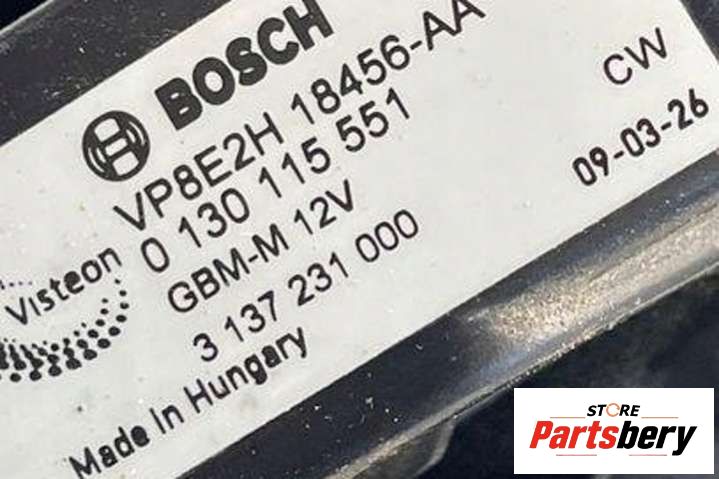 BOSCH
VP8E2H 18456-AA
0 130 115 551
CW
GBM-M 12V
09-03-26
Visteon
3 137 231 000
Made In Hungary
STORE
Partsbery